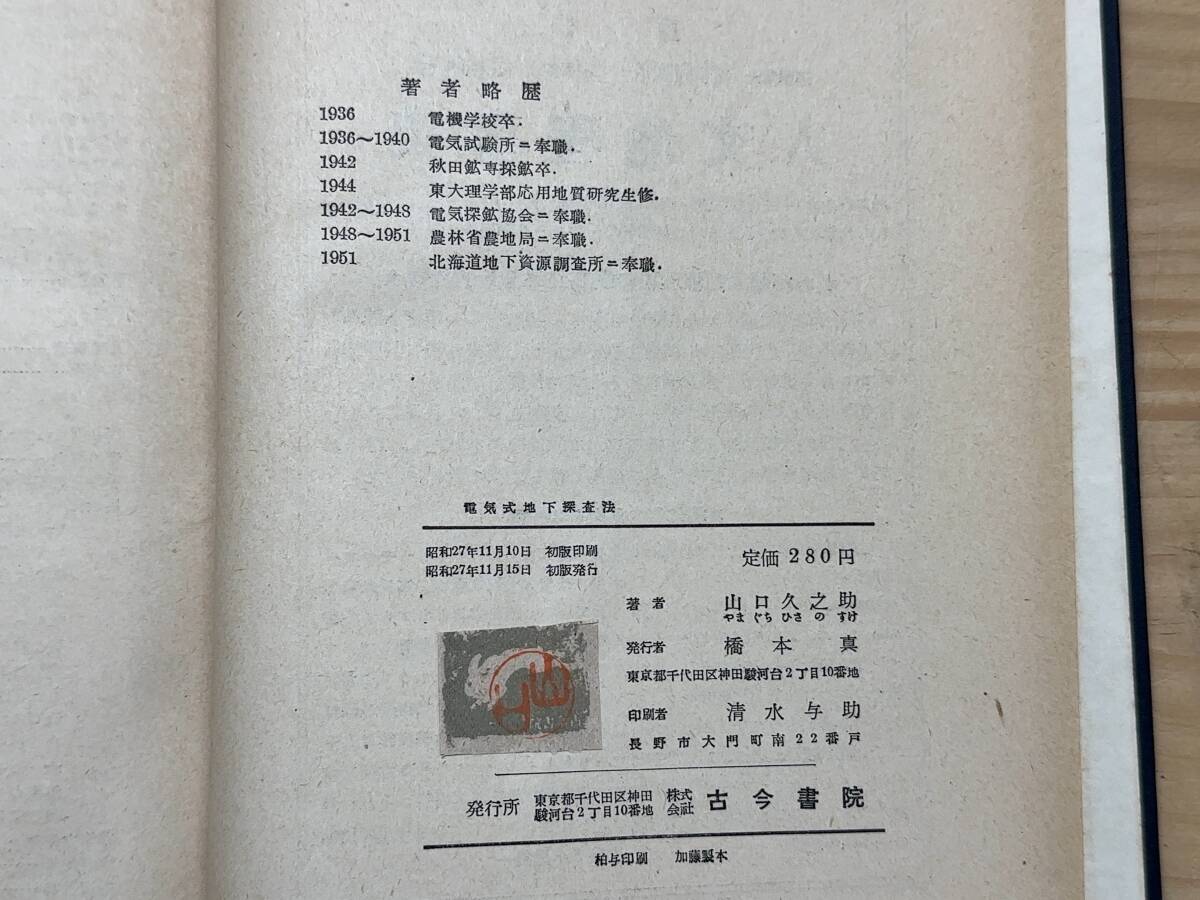 著者略歴
1936 電機学校卒.
1936〜1940 電気試験所ニ奉職.
1942 秋田鉱専採鉱卒.
1944 東大理学部応用地質研究生修.
1942〜1948 電気探鉱協会ニ奉職.
1948〜1951 農林省農地局ニ奉職.
1951 北海道地下資源調査所ニ奉職.
電気式地下探査法
昭和27年11月10日 初版印刷
昭和27年11月15日 初版発行
定価 280円
著者 山口久之助
やまぐちひさのすけ
発行者 橋本真
東京都千代田区神田駿河台2丁目10番地
印刷者 清水与助
長野市大門町南22番戸
発行所 東京都千代田区神田駿河台2丁目10番地 株式会社 古今書院
柏与印刷 加藤製本